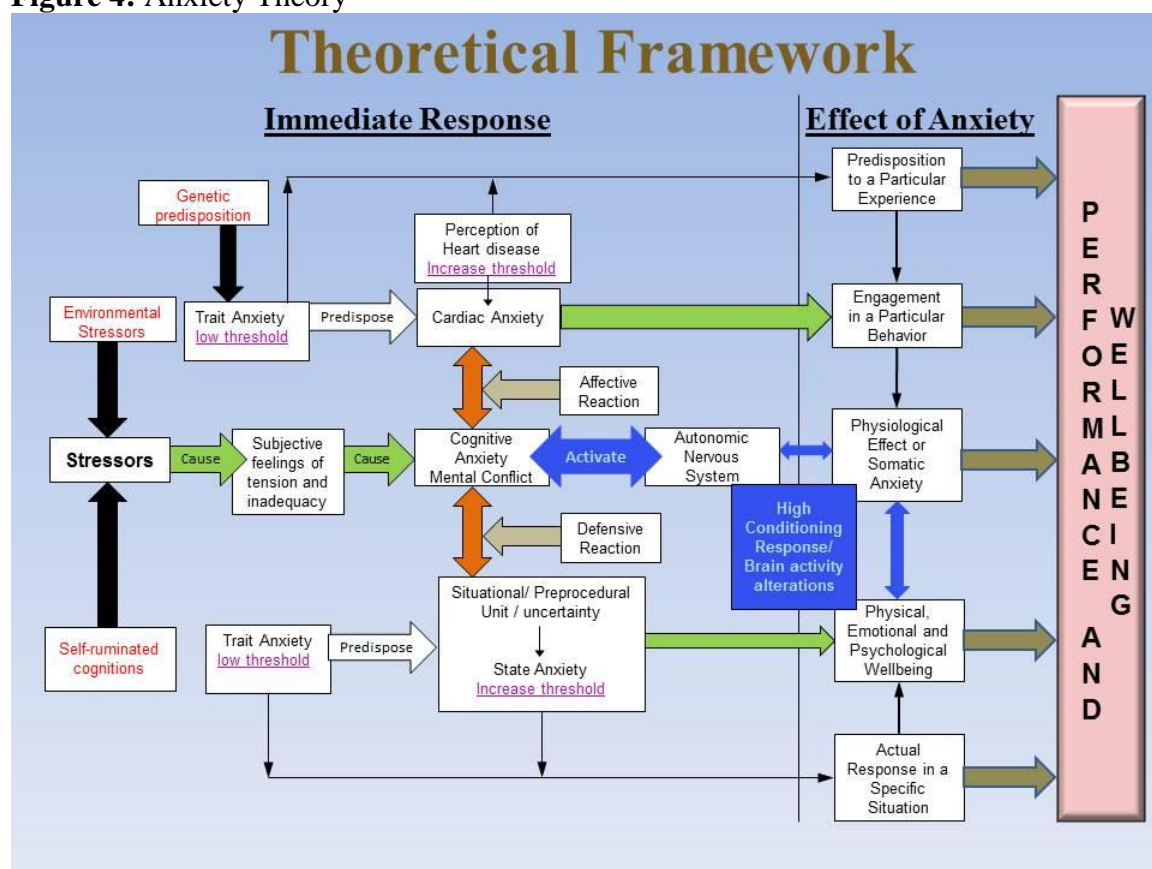 Figure 4: Anxiety Theory
Theoretical Framework
Immediate Response
Effect of Anxiety
Genetic
predisposition
Perception of
Heart disease
Increase threshold
Predisposition
to a Particular
Experience
Environmental
Stressors
Trait Anxiety
low threshold
Predispose
Cardiac Anxiety
Engagement
in a Particular
Behavior
Affective
Reaction
Stressors
Cause
Subjective
feelings of
tension and
inadequacy
Cause
Cognitive
Anxiety
Mental Conflict
Activate
Autonomic
Nervous
System
Physiological
Effect or
Somatic
Anxiety
High
Conditioning
Response/
Brain activity
alterations
Defensive
Reaction
Self-ruminated
cognitions
Trait Anxiety
low threshold
Predispose
Situational/ Preprocedural
Unit / uncertainty
State Anxiety
Increase threshold
Physical,
Emotional and
Psychological
Wellbeing
Actual
Response in a
Specific
Situation
PERFORMANCE AND
WELLBEING